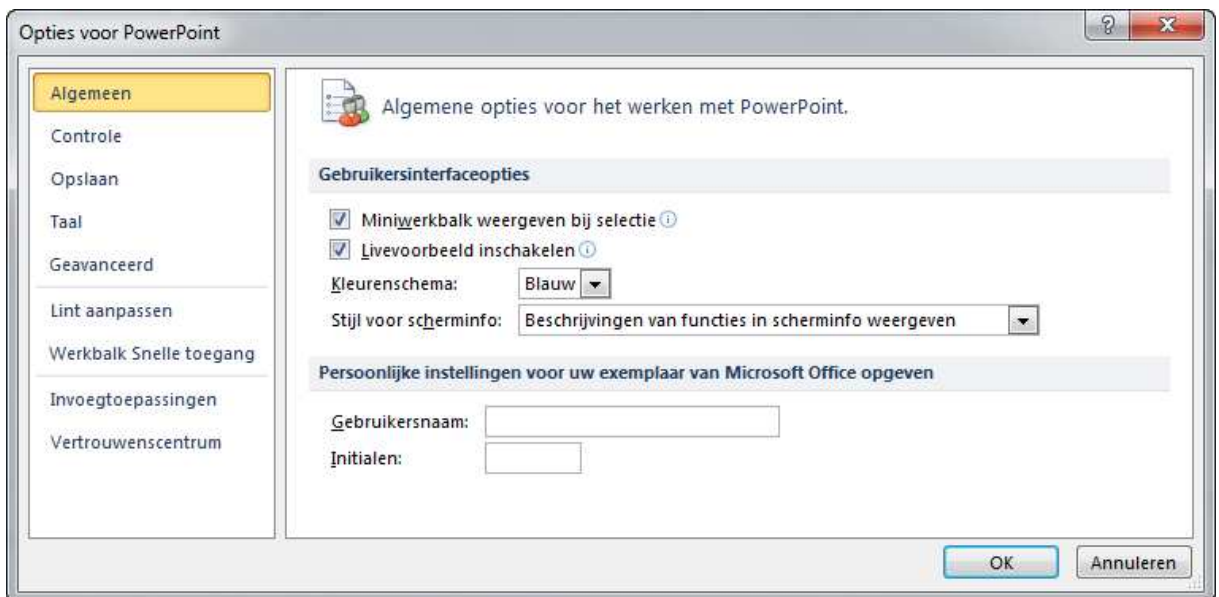 Opties voor PowerPoint
Algemeen
Controle
Opslaan
Taal
Geavanceerd
Lint aanpassen
Werkbalk Snelle toegang
Invoegtoepassingen
Vertrouwenscentrum
Algemene opties voor het werken met PowerPoint.
Gebruikersinterfaceopties
Miniwerkbalk weergeven bij selectie
Livevoorbeeld inschakelen
Kleurenschema: Blauw
Stijl voor scherminfo: Beschrijvingen van functies in scherminfo weergeven
Persoonlijke instellingen voor uw exemplaar van Microsoft Office opgeven
Gebruikersnaam:
Initialen:
OK Annuleren